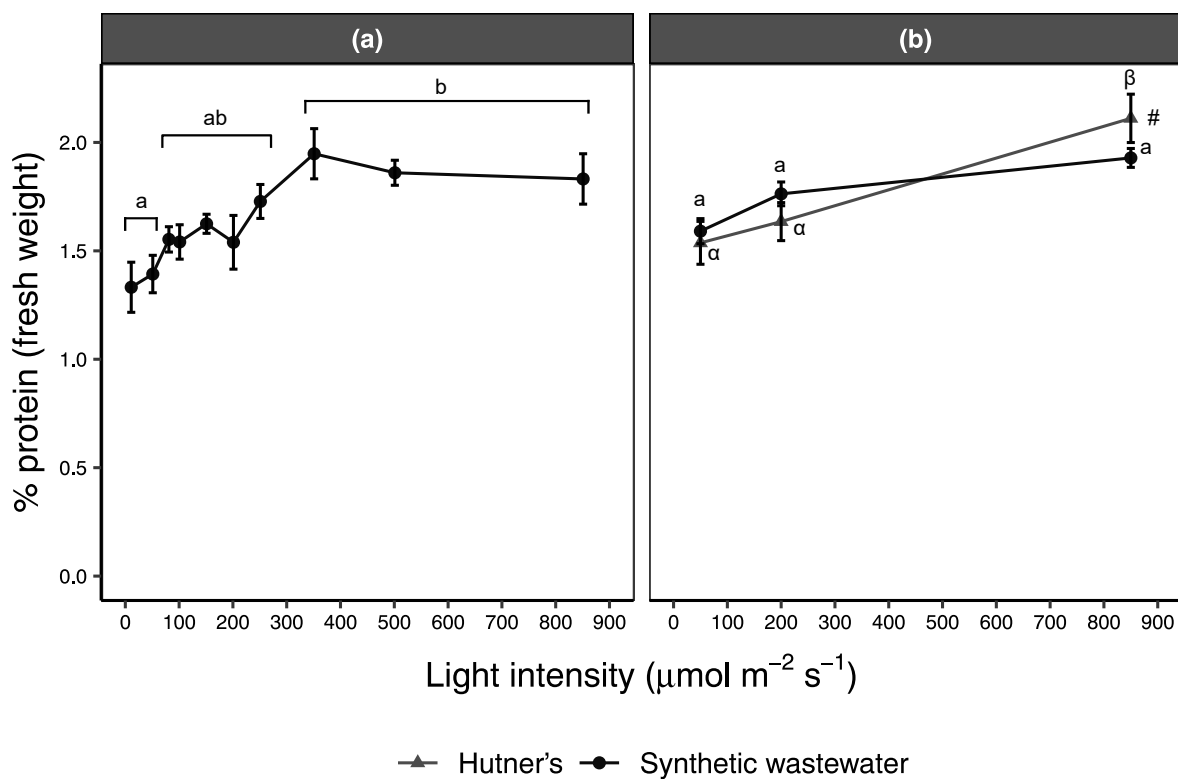 (a) (b)
% protein (fresh weight)
2.0
1.5
1.0
0.5
0.0
a
ab
b
a
a
a
α
α
β
#
0 100 200 300 400 500 600 700 800 900
0 100 200 300 400 500 600 700 800 900
Light intensity (μmol m⁻² s⁻¹)
Hutner's Synthetic wastewater